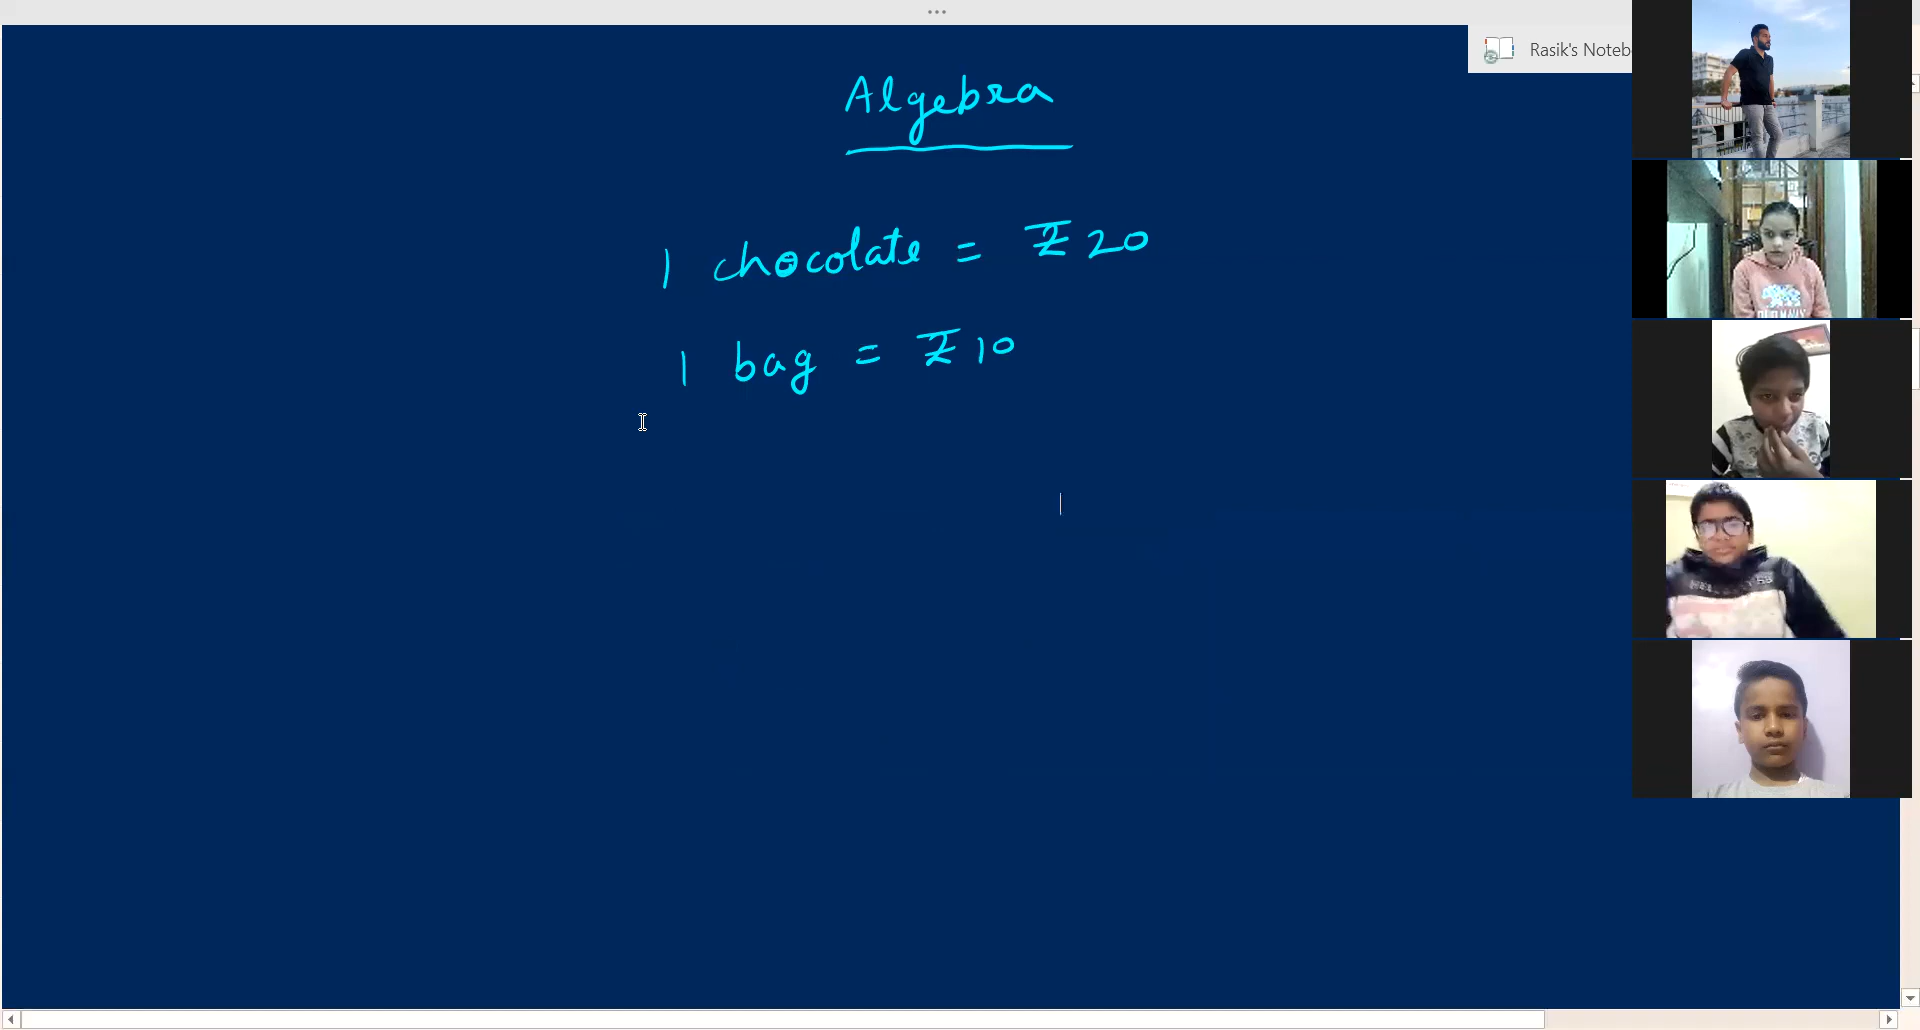 Algebra
1 chocolate = ₹20
1 bag = ₹10
Rasik's Noteb